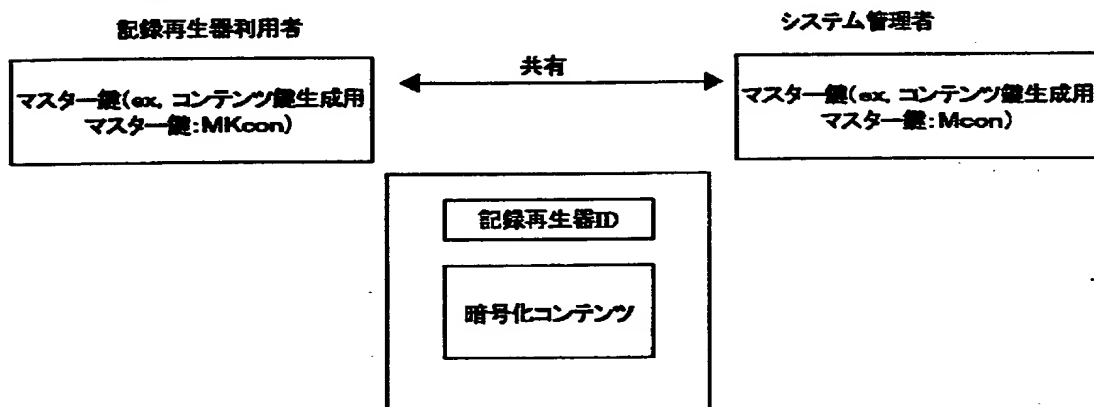 記録再生器利用者
システム管理者
共有
マスター鍵(ex, コンテンツ鍵生成用
マスター鍵:MKcon)
マスター鍵(ex, コンテンツ鍵生成用
マスター鍵:Mcon)
記録再生器ID
暗号化コンテンツ